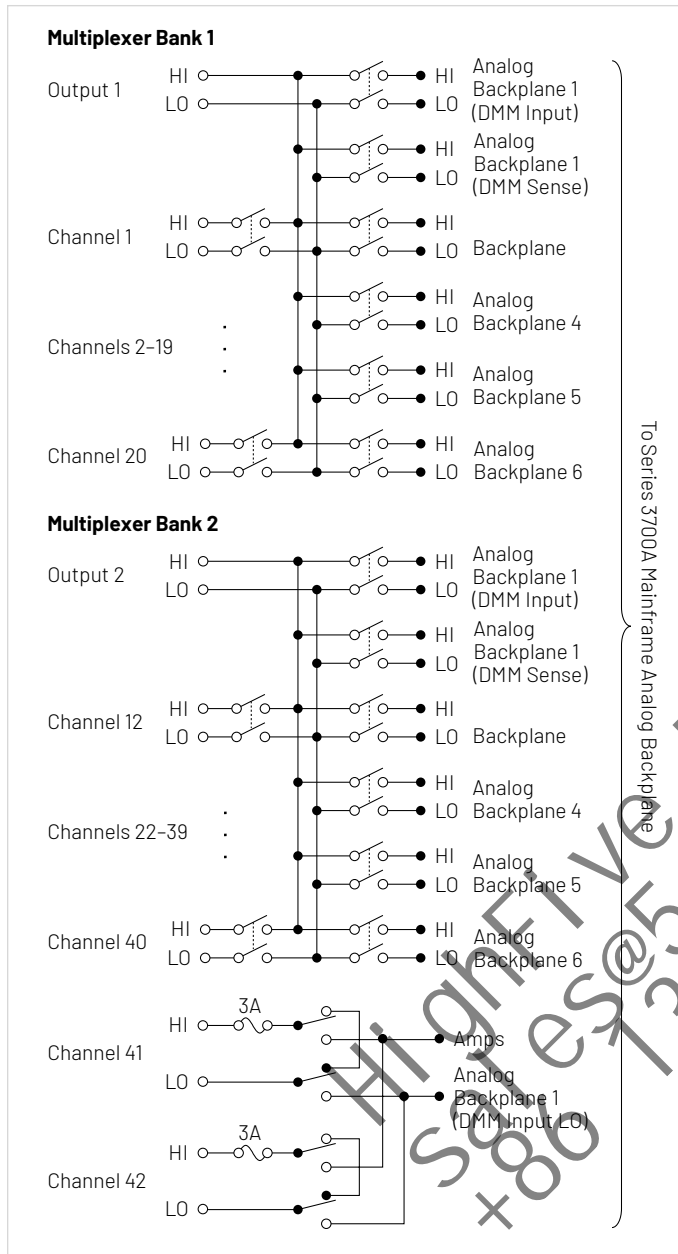 Multiplexer Bank 1
Output 1
HI
LO
HI
LO
Analog
Backplane 1
(DMM Input)
HI
LO
Analog
Backplane 1
(DMM Sense)
Channel 1
HI
LO
HI
LO
Backplane
Channels 2–19
HI
LO
Analog
Backplane 4
HI
LO
Analog
Backplane 5
Channel 20
HI
LO
HI
LO
Analog
Backplane 6
Multiplexer Bank 2
Output 2
HI
LO
HI
LO
Analog
Backplane 1
(DMM Input)
HI
LO
Analog
Backplane 1
(DMM Sense)
Channel 12
HI
LO
HI
LO
Backplane
Channels 22–39
HI
LO
Analog
Backplane 4
HI
LO
Analog
Backplane 5
Channel 40
HI
LO
HI
LO
Analog
Backplane 6
Channel 41
HI
3A
LO
Amps
Analog
Backplane 1
(DMM Input LO)
Channel 42
HI
3A
LO
To Series 3700A Mainframe Analog Backplane
HighFive
sales@5
+86 13